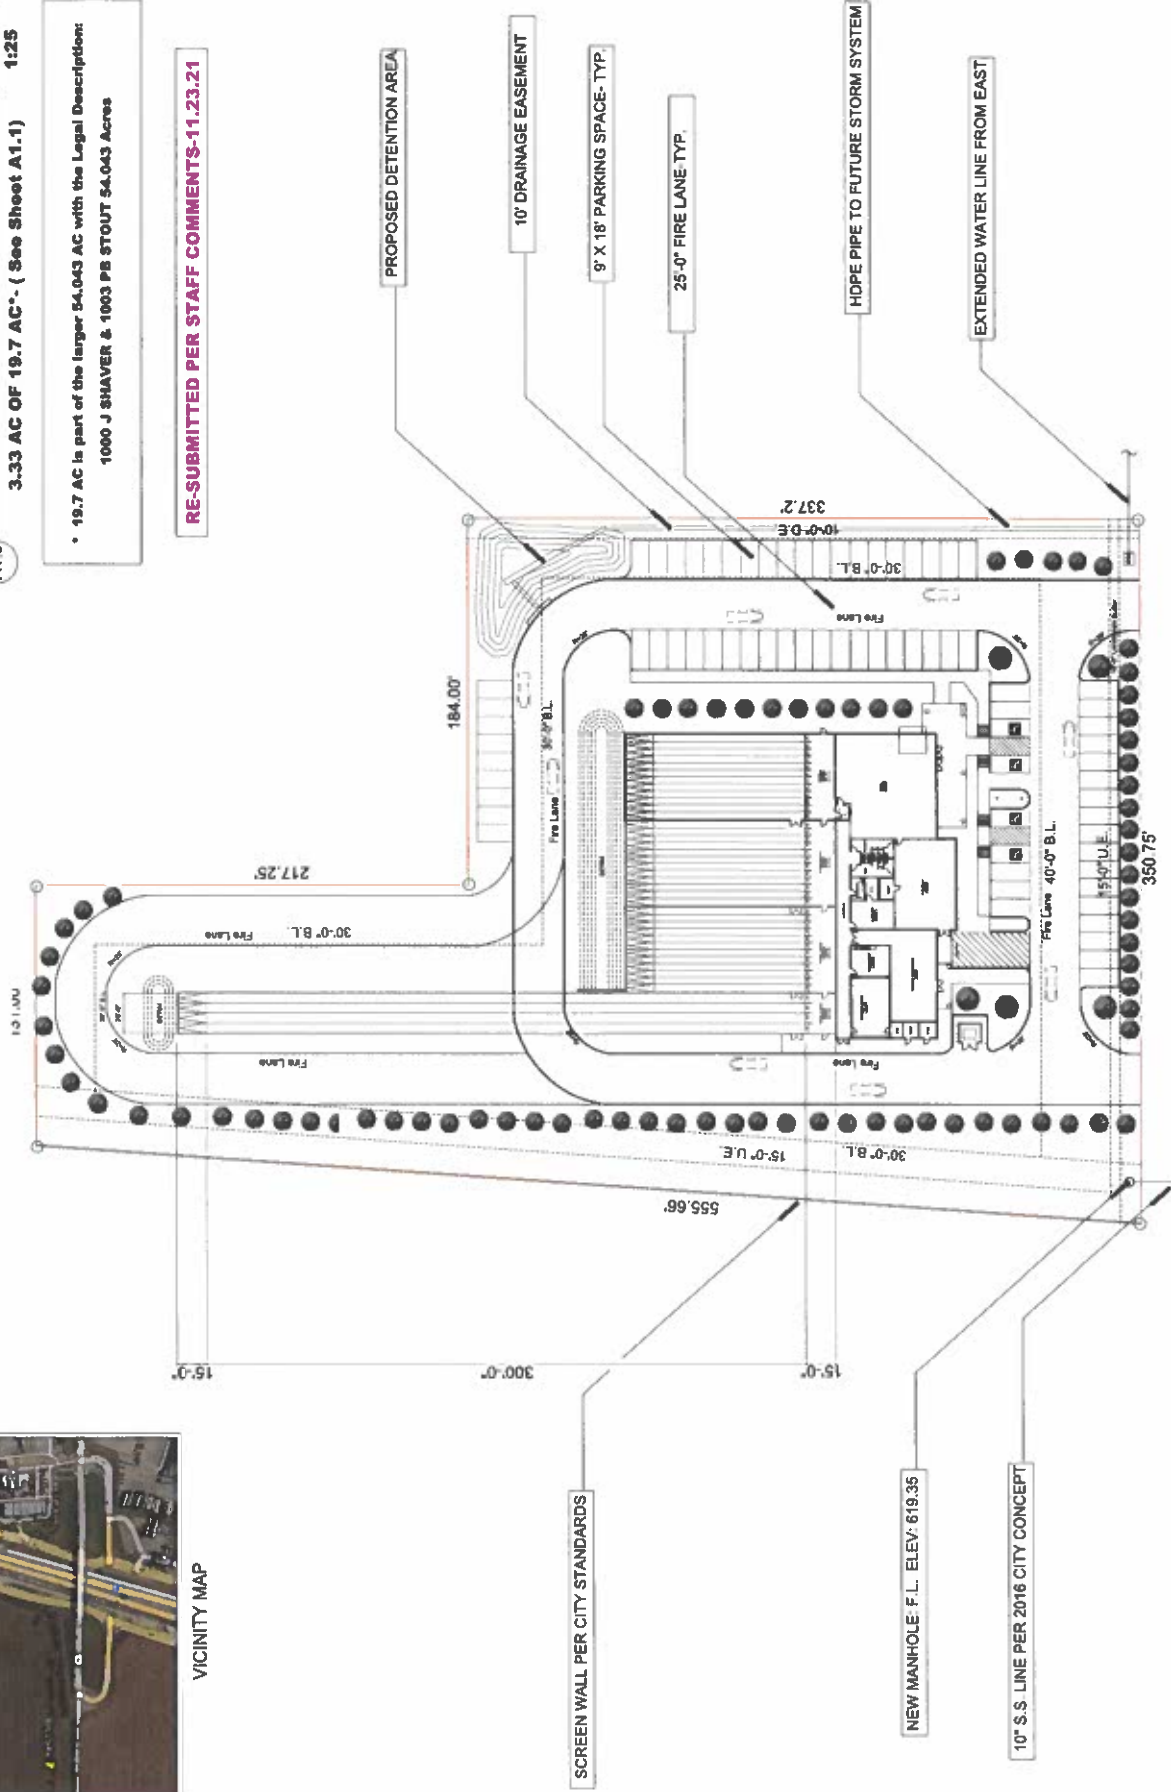 3.33 AC OF 19.7 AC*- ( See Sheet A1.1) 1:25
* 19.7 AC is part of the larger 54.043 AC with the Legal Description:
1000 J SHAVER & 1003 PB STOUT 54.043 Acres
RE-SUBMITTED PER STAFF COMMENTS-11.23.21
PROPOSED DETENTION AREA
10' DRAINAGE EASEMENT
9' X 18' PARKING SPACE- TYP.
25'-0" FIRE LANE-TYP.
HDPE PIPE TO FUTURE STORM SYSTEM
EXTENDED WATER LINE FROM EAST
337.2'
10'-0" D.E
30'-0" B.L.
Fire Lane
184.00'
30'-0" B.L.
Fire Lane
217.25'
30'-0" B.L.
Fire Lane
Fire Lane
Fire Lane
Fire Lane 40'-0" B.L.
15'-0" U.E.
350.75'
15'-0" U.E.
30'-0" B.L.
555.66'
15'-0"
300'-0"
15'-0"
VICINITY MAP
SCREEN WALL PER CITY STANDARDS
NEW MANHOLE: F.L. ELEV: 619.35
10" S.S. LINE PER 2016 CITY CONCEPT